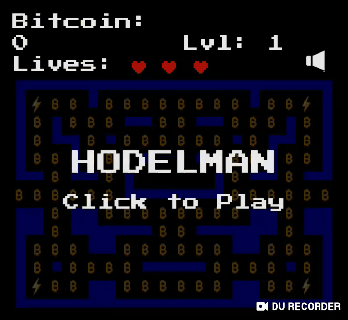 Bitcoin:
0 Lvl: 1
Lives:
HODELMAN
Click to Play
DU RECORDER